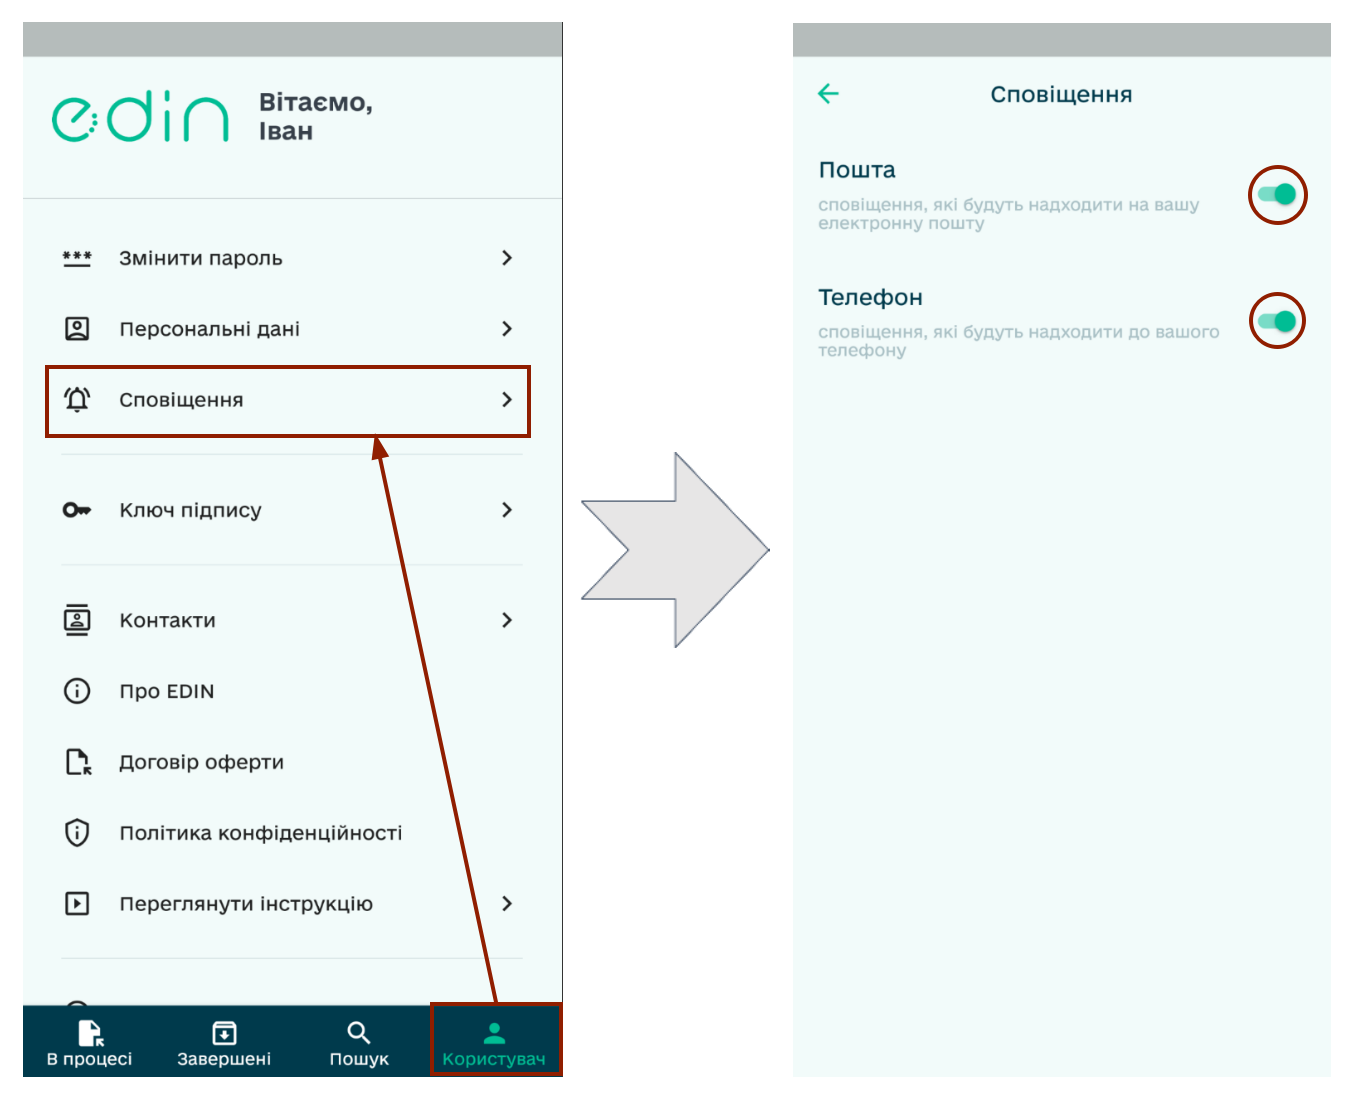 edin
Вітаємо,
Іван
Змінити пароль
Персональні дані
Сповіщення
Ключ підпису
Контакти
Про EDIN
Договір оферти
Політика конфіденційності
Переглянути інструкцію
В процесі
Завершені
Пошук
Користувач
Сповіщення
Пошта
сповіщення, які будуть надходити на вашу
електронну пошту
Телефон
сповіщення, які будуть надходити до вашого
телефону